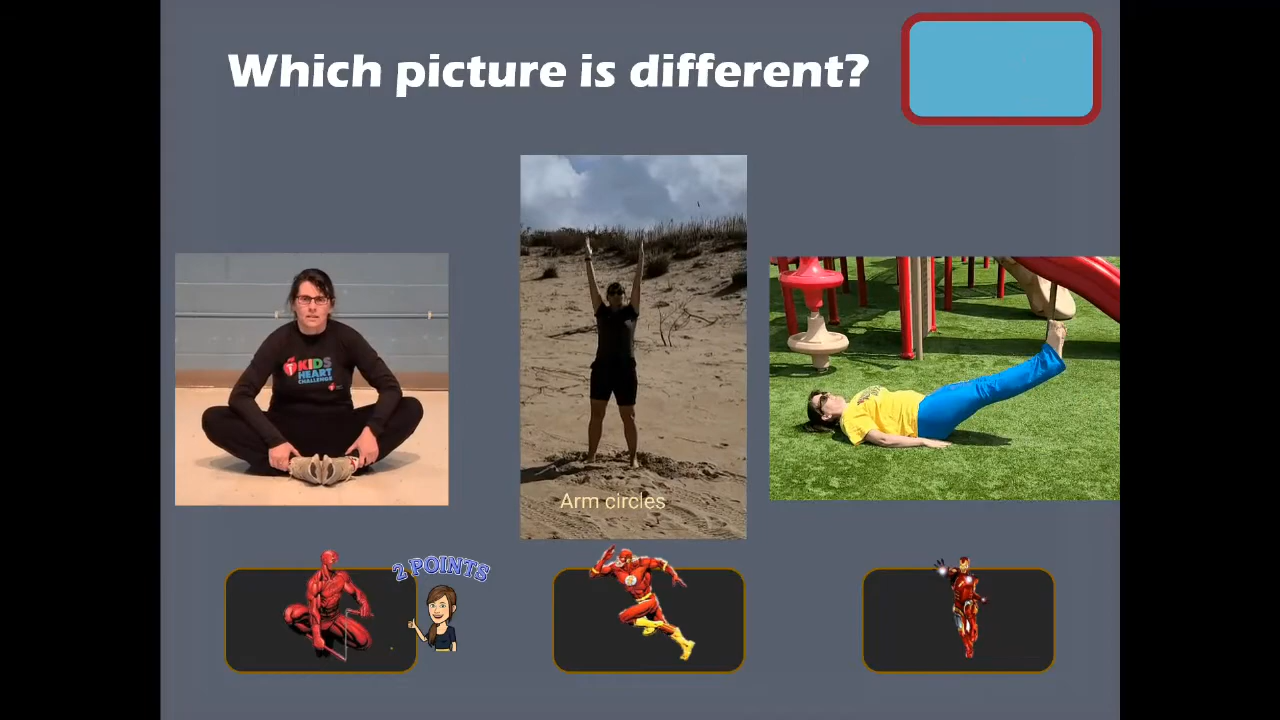 Which picture is different?
KIDS
HEART
CHALLENGE
Arm circles
2 POINTS